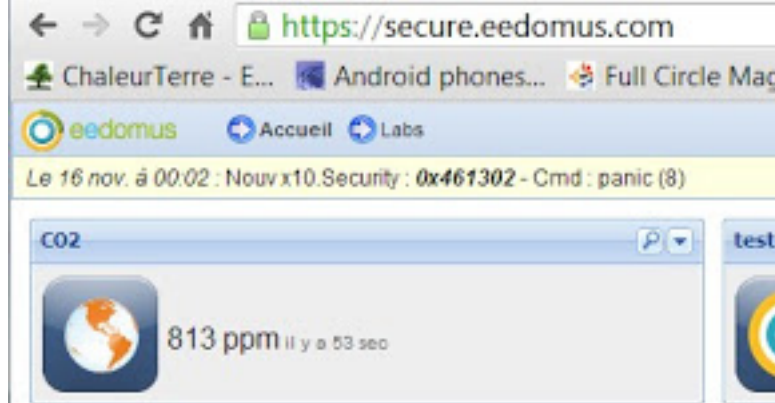 https://secure.eedomus.com
ChaleurTerre - E... Android phones... Full Circle Mag
eedomus Accueil Labs
Le 16 nov. à 00:02 : Nouv x10.Security : 0x461302 - Cmd : panic (8)
CO2 test
813 ppm il y a 53 sec